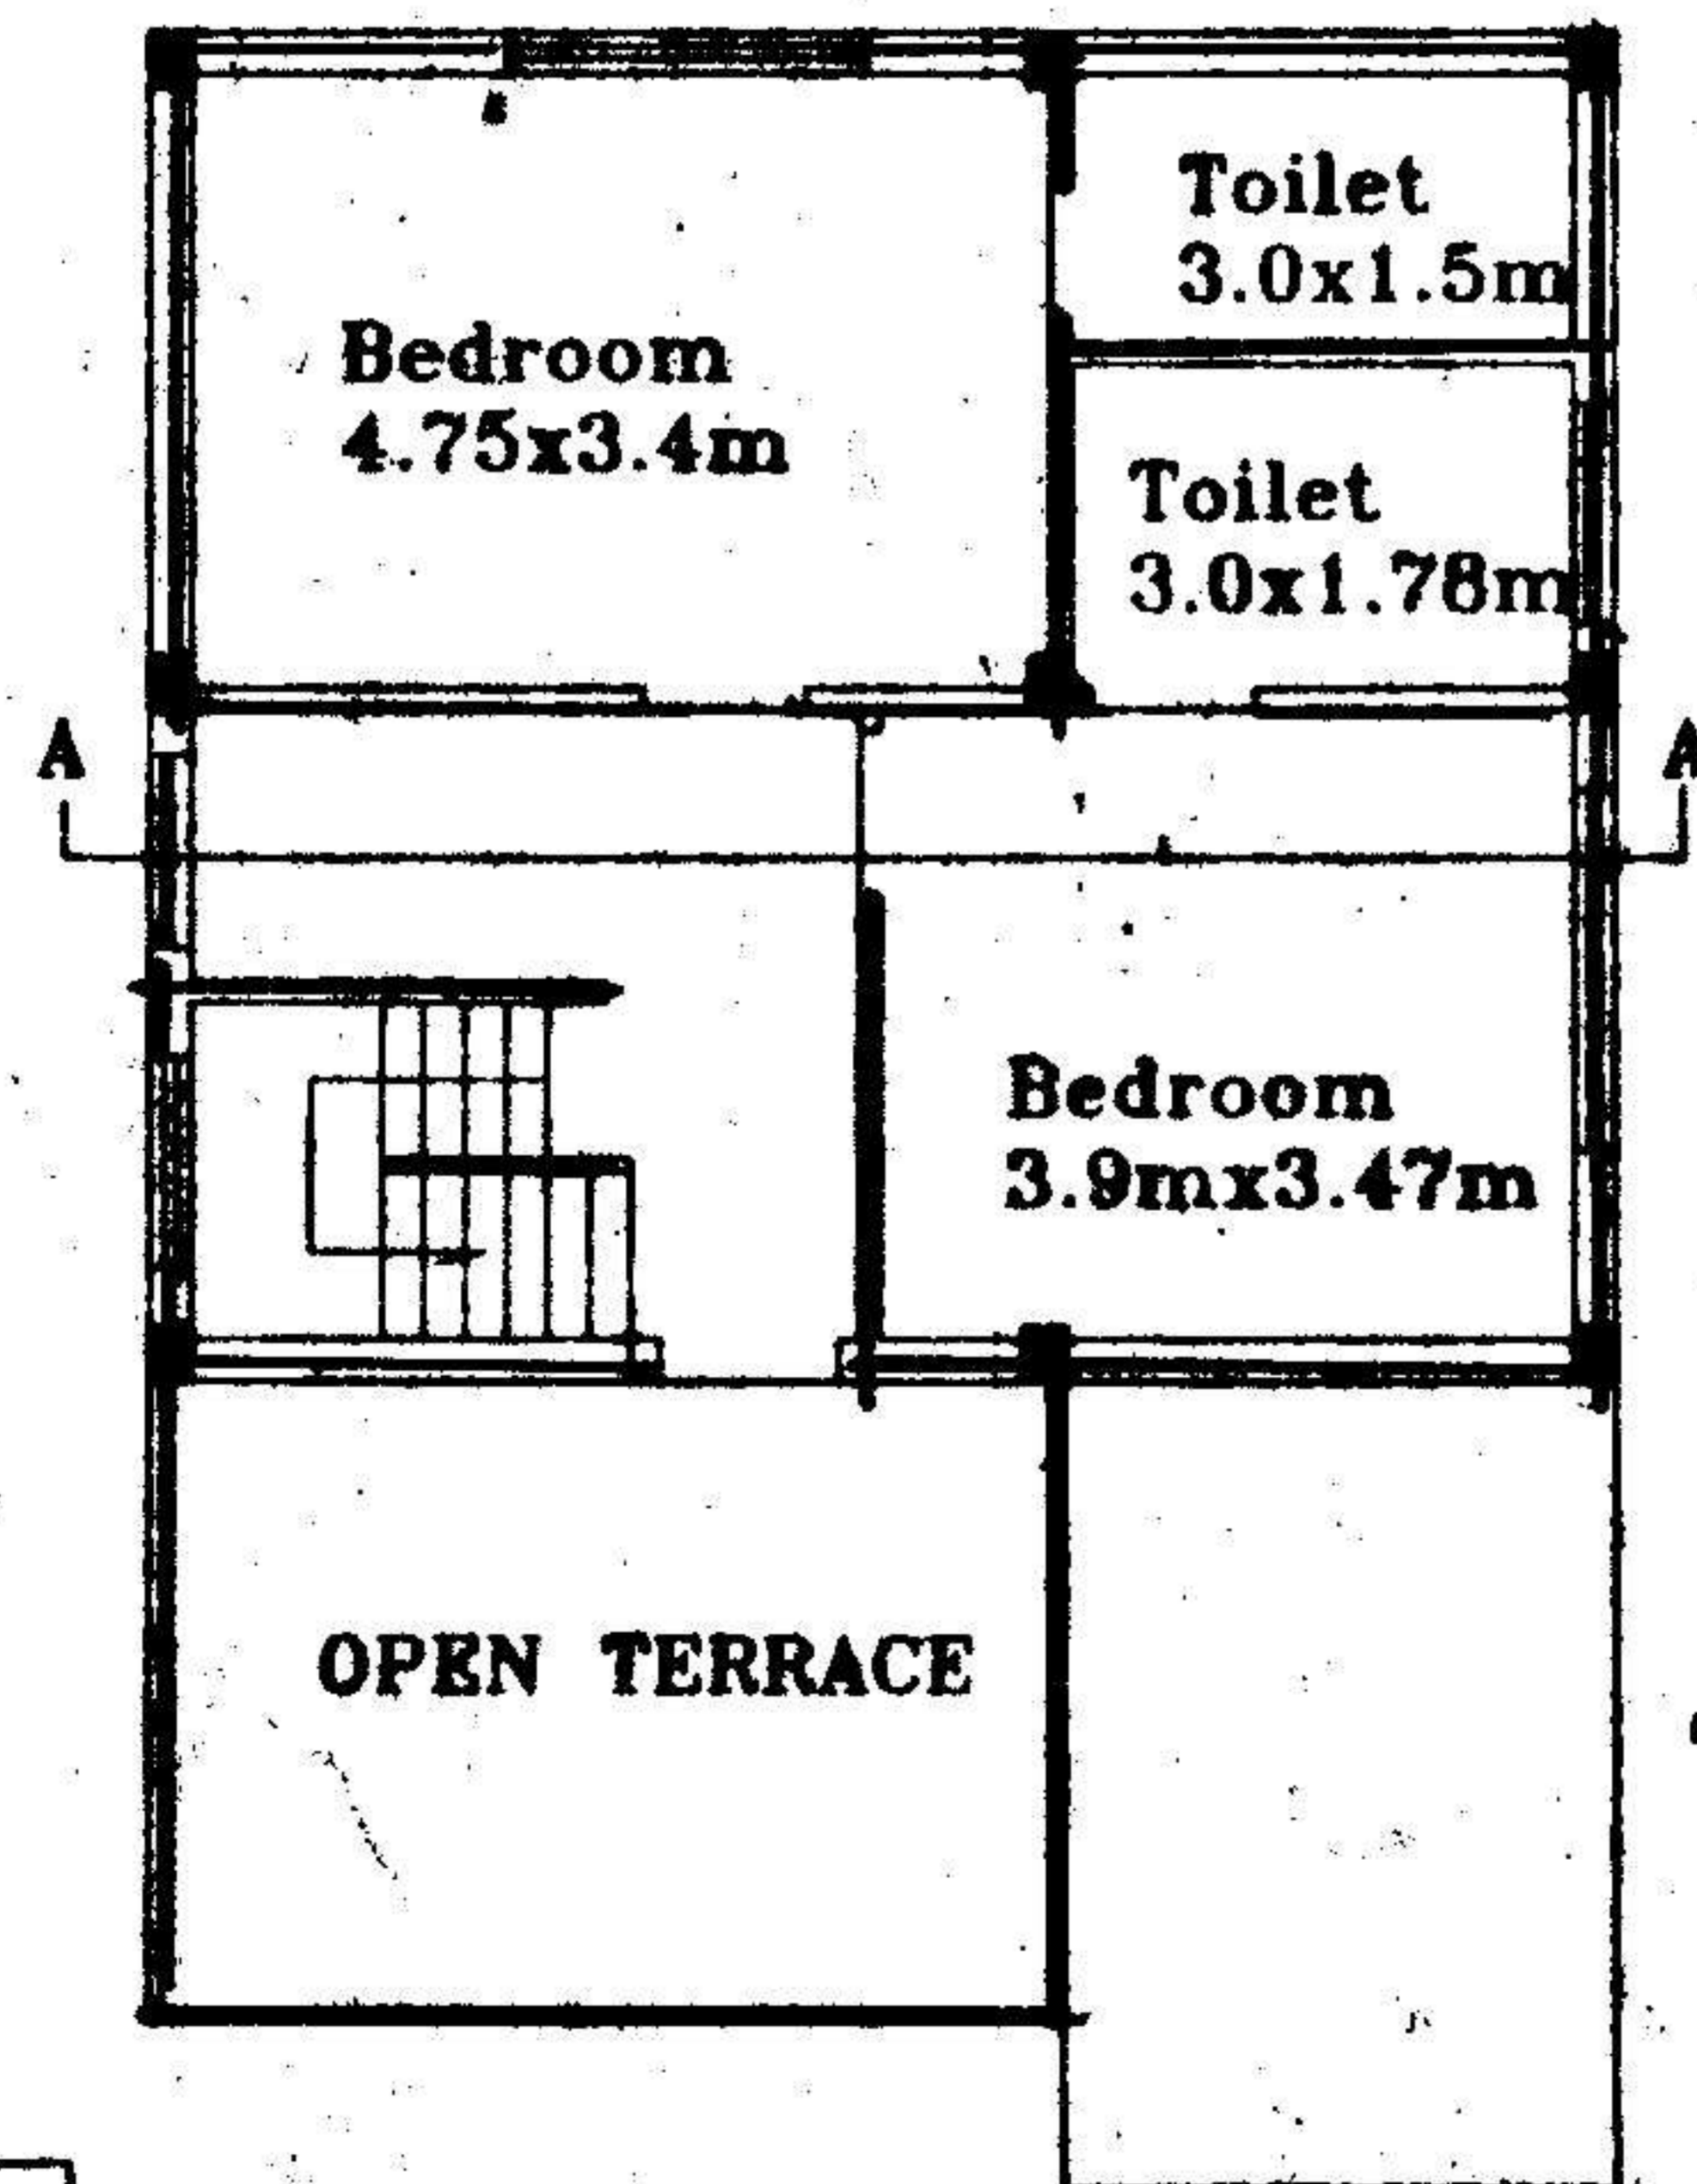 Toilet
3.0x1.5m
Bedroom
4.75x3.4m
Toilet
3.0x1.78m
A A
Bedroom
3.9mx3.47m
OPEN TERRACE